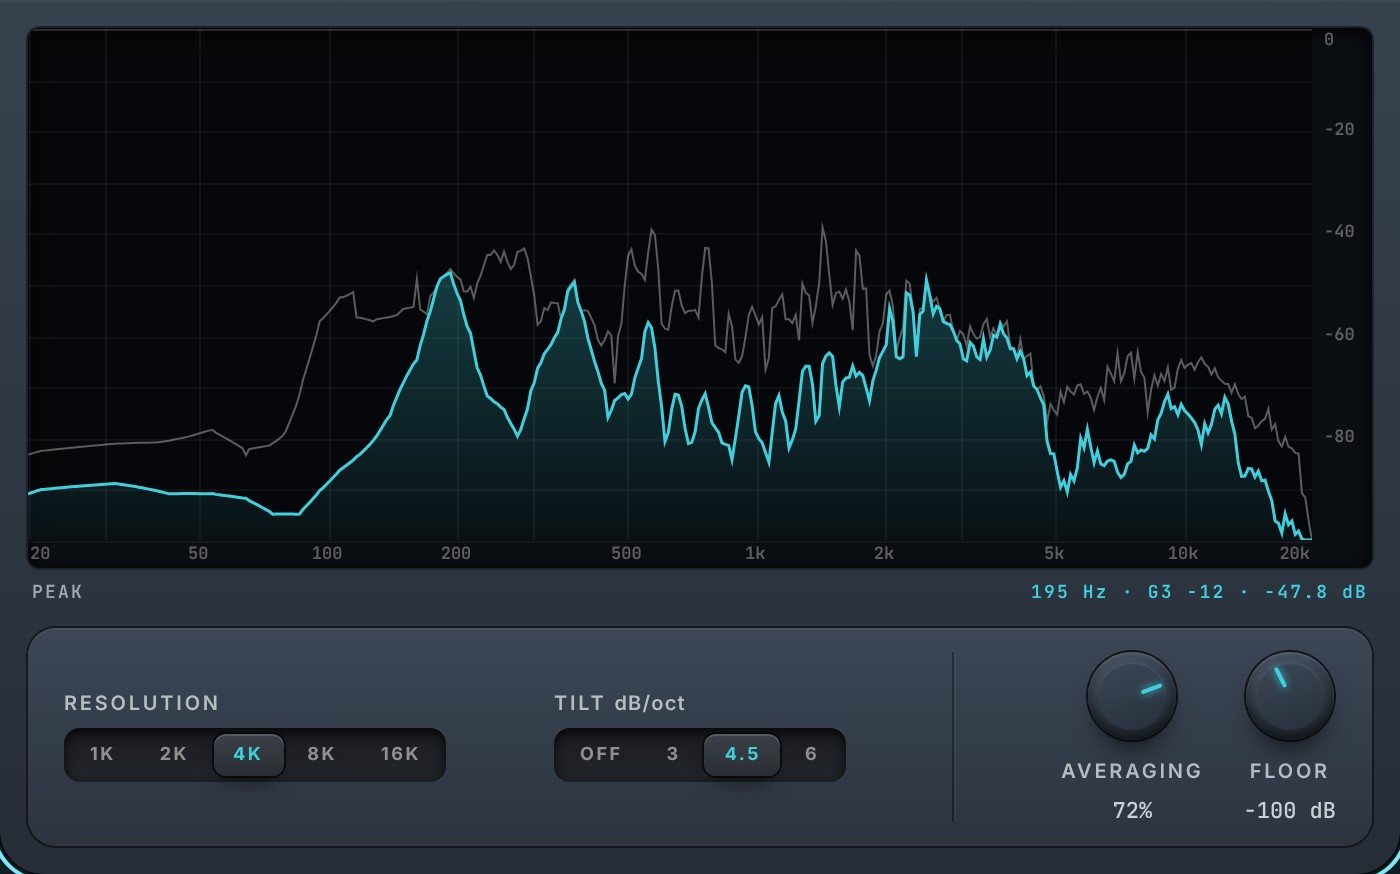 0
-20
-40
-60
-80
20 50 100 200 500 1k 2k 5k 10k 20k
PEAK 195 Hz · G3 -12 · -47.8 dB
RESOLUTION TILT dB/oct
1K 2K 4K 8K 16K OFF 3 4.5 6
AVERAGING FLOOR
72% -100 dB